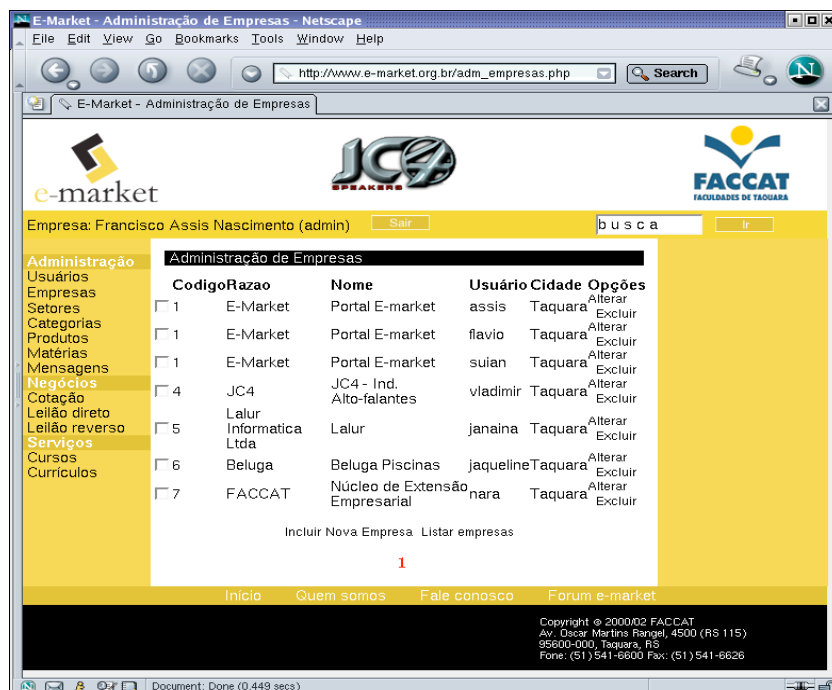 E-Market - Administração de Empresas - Netscape
File Edit View Go Bookmarks Tools Window Help
http://www.e-market.org.br/adm_empresas.php Search
E-Market - Administração de Empresas
e-market
JC4
SPEAKERS
FACCAT
FACULDADES DE TAQUARA
Empresa: Francisco Assis Nascimento (admin) Sair busca Ir
Administração
Usuários
Empresas
Setores
Categorias
Produtos
Matérias
Mensagens
Negócios
Cotação
Leilão direto
Leilão reverso
Serviços
Cursos
Currículos
Administração de Empresas
Codigo Razao Nome Usuário Cidade Opções
1 E-Market Portal E-market assis Taquara Alterar Excluir
1 E-Market Portal E-market flavio Taquara Alterar Excluir
1 E-Market Portal E-market suian Taquara Alterar Excluir
4 JC4 JC4 - Ind. Alto-falantes vladimir Taquara Alterar Excluir
5 Lalur Informatica Ltda Lalur janaina Taquara Alterar Excluir
6 Beluga Beluga Piscinas jaqueline Taquara Alterar Excluir
7 FACCAT Núcleo de Extensão Empresarial nara Taquara Alterar Excluir
Incluir Nova Empresa Listar empresas
1
Início Quem somos Fale conosco Forum e-market
Copyright © 2000/02 FACCAT
Av. Oscar Martins Rangel, 4500 (RS 115)
95600-000, Taquara, RS
Fone: (51) 541-6600 Fax: (51) 541-6626
Document: Done (0.449 secs)